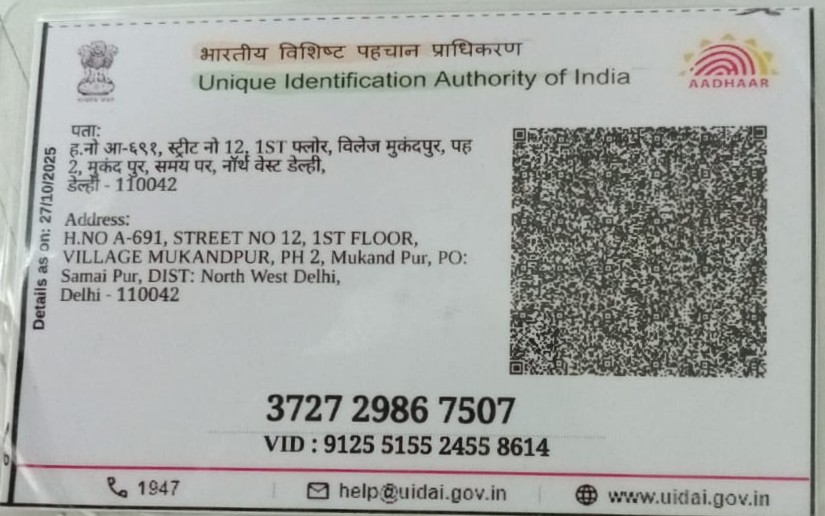 भारतीय विशिष्ट पहचान प्राधिकरण
Unique Identification Authority of India
AADHAAR
Details as on: 27/10/2025
पता:
ह.नो आ-६९१, स्ट्रीट नो 12, 1ST फ्लोर, विलेज मुकंदपुर, पह
2, मुकंद पुर, समय पर, नॉर्थ वेस्ट डेल्ही,
डेल्ही - 110042
Address:
H.NO A-691, STREET NO 12, 1ST FLOOR,
VILLAGE MUKANDPUR, PH 2, Mukand Pur, PO:
Samai Pur, DIST: North West Delhi,
Delhi - 110042
3727 2986 7507
VID : 9125 5155 2455 8614
1947
help@uidai.gov.in
www.uidai.gov.in